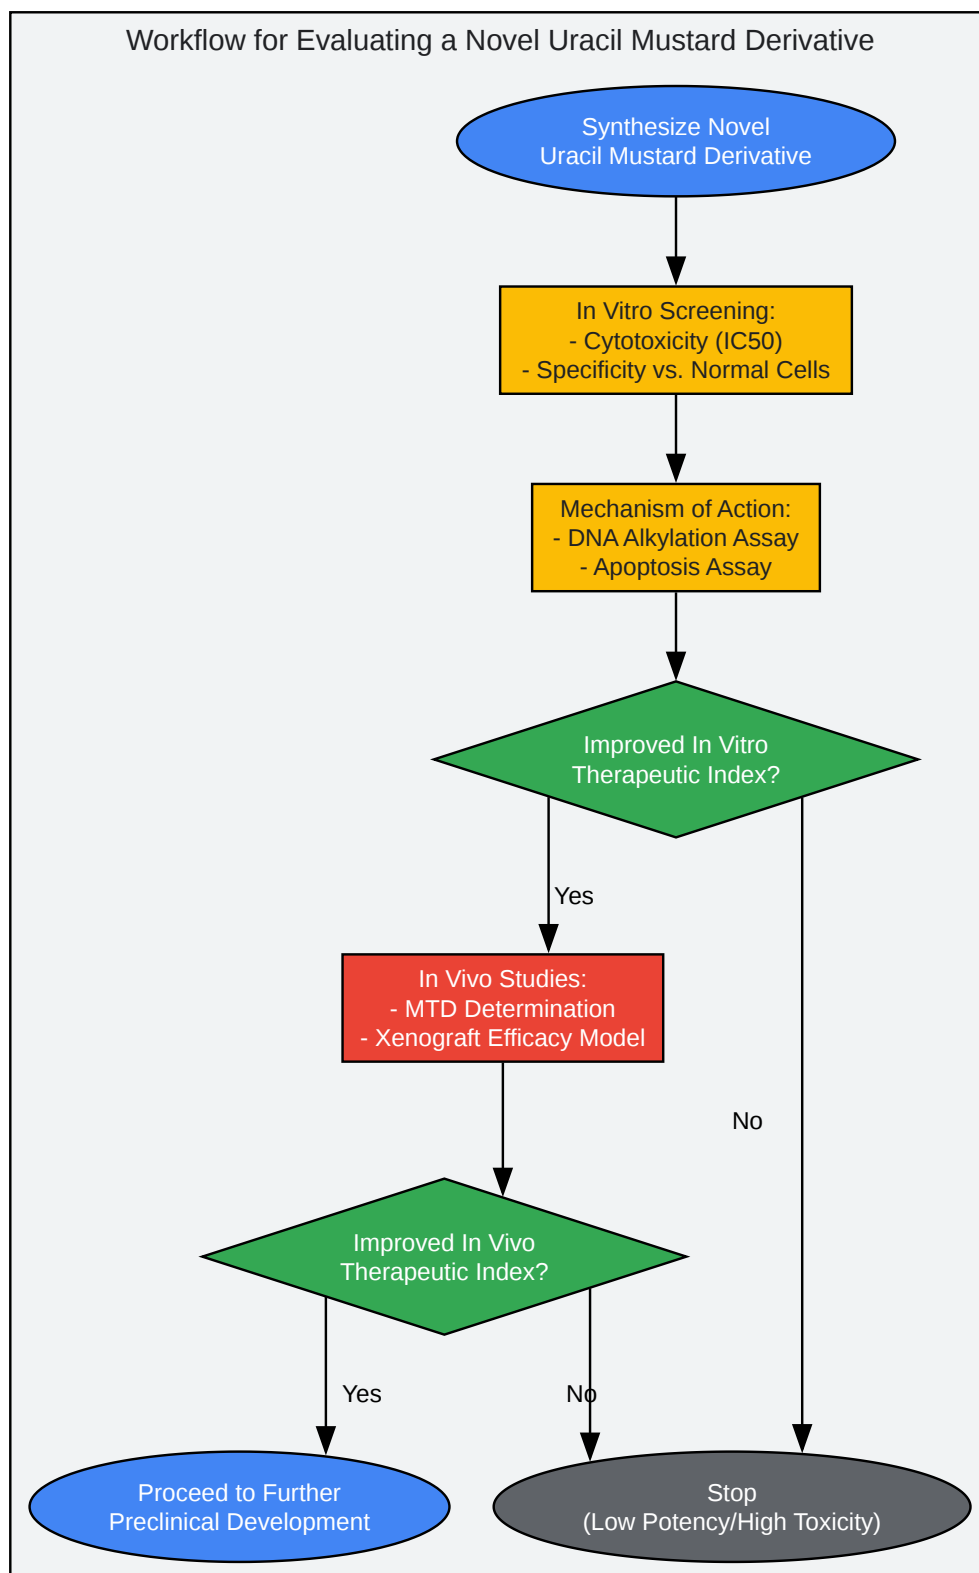 Workflow for Evaluating a Novel Uracil Mustard Derivative
Synthesize Novel
Uracil Mustard Derivative
In Vitro Screening:
- Cytotoxicity (IC50)
- Specificity vs. Normal Cells
Mechanism of Action:
- DNA Alkylation Assay
- Apoptosis Assay
Improved In Vitro
Therapeutic Index?
Yes
In Vivo Studies:
- MTD Determination
- Xenograft Efficacy Model
No
Improved In Vivo
Therapeutic Index?
Yes
No
Proceed to Further
Preclinical Development
Stop
(Low Potency/High Toxicity)